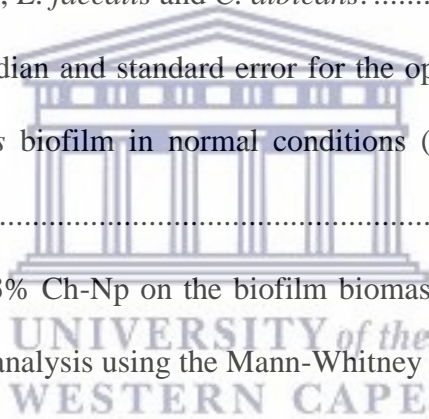 , E. faecalis and C. albicans.........
dian and standard error for the op
s biofilm in normal conditions (
................................................................
3% Ch-Np on the biofilm biomas
UNIVERSITY of the
analysis using the Mann-Whitney
WESTERN CAPE